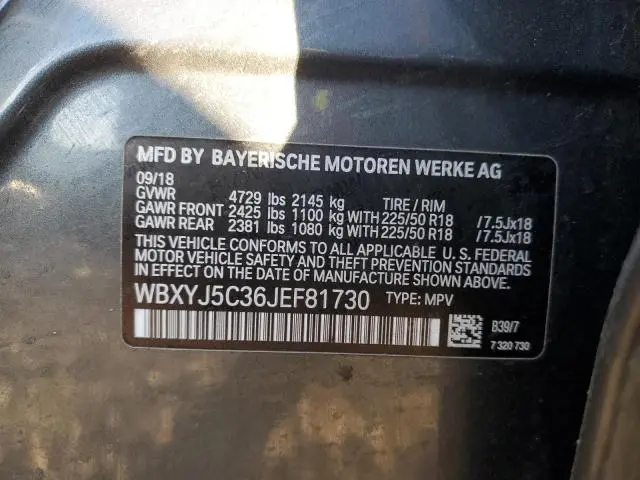 MFD BY BAYERISCHE MOTOREN WERKE AG
09/18
GVWR 4729 lbs 2145 kg TIRE / RIM
GAWR FRONT 2425 lbs 1100 kg WITH 225/50 R18 /7.5Jx18
GAWR REAR 2381 lbs 1080 kg WITH 225/50 R18 /7.5Jx18
THIS VEHICLE CONFORMS TO ALL APPLICABLE U. S. FEDERAL
MOTOR VEHICLE SAFETY AND THEFT PREVENTION STANDARDS
IN EFFECT ON THE DATE OF MANUFACTURE SHOWN ABOVE.
WBXYJ5C36JEF81730 TYPE: MPV
B39/7
7 320 730